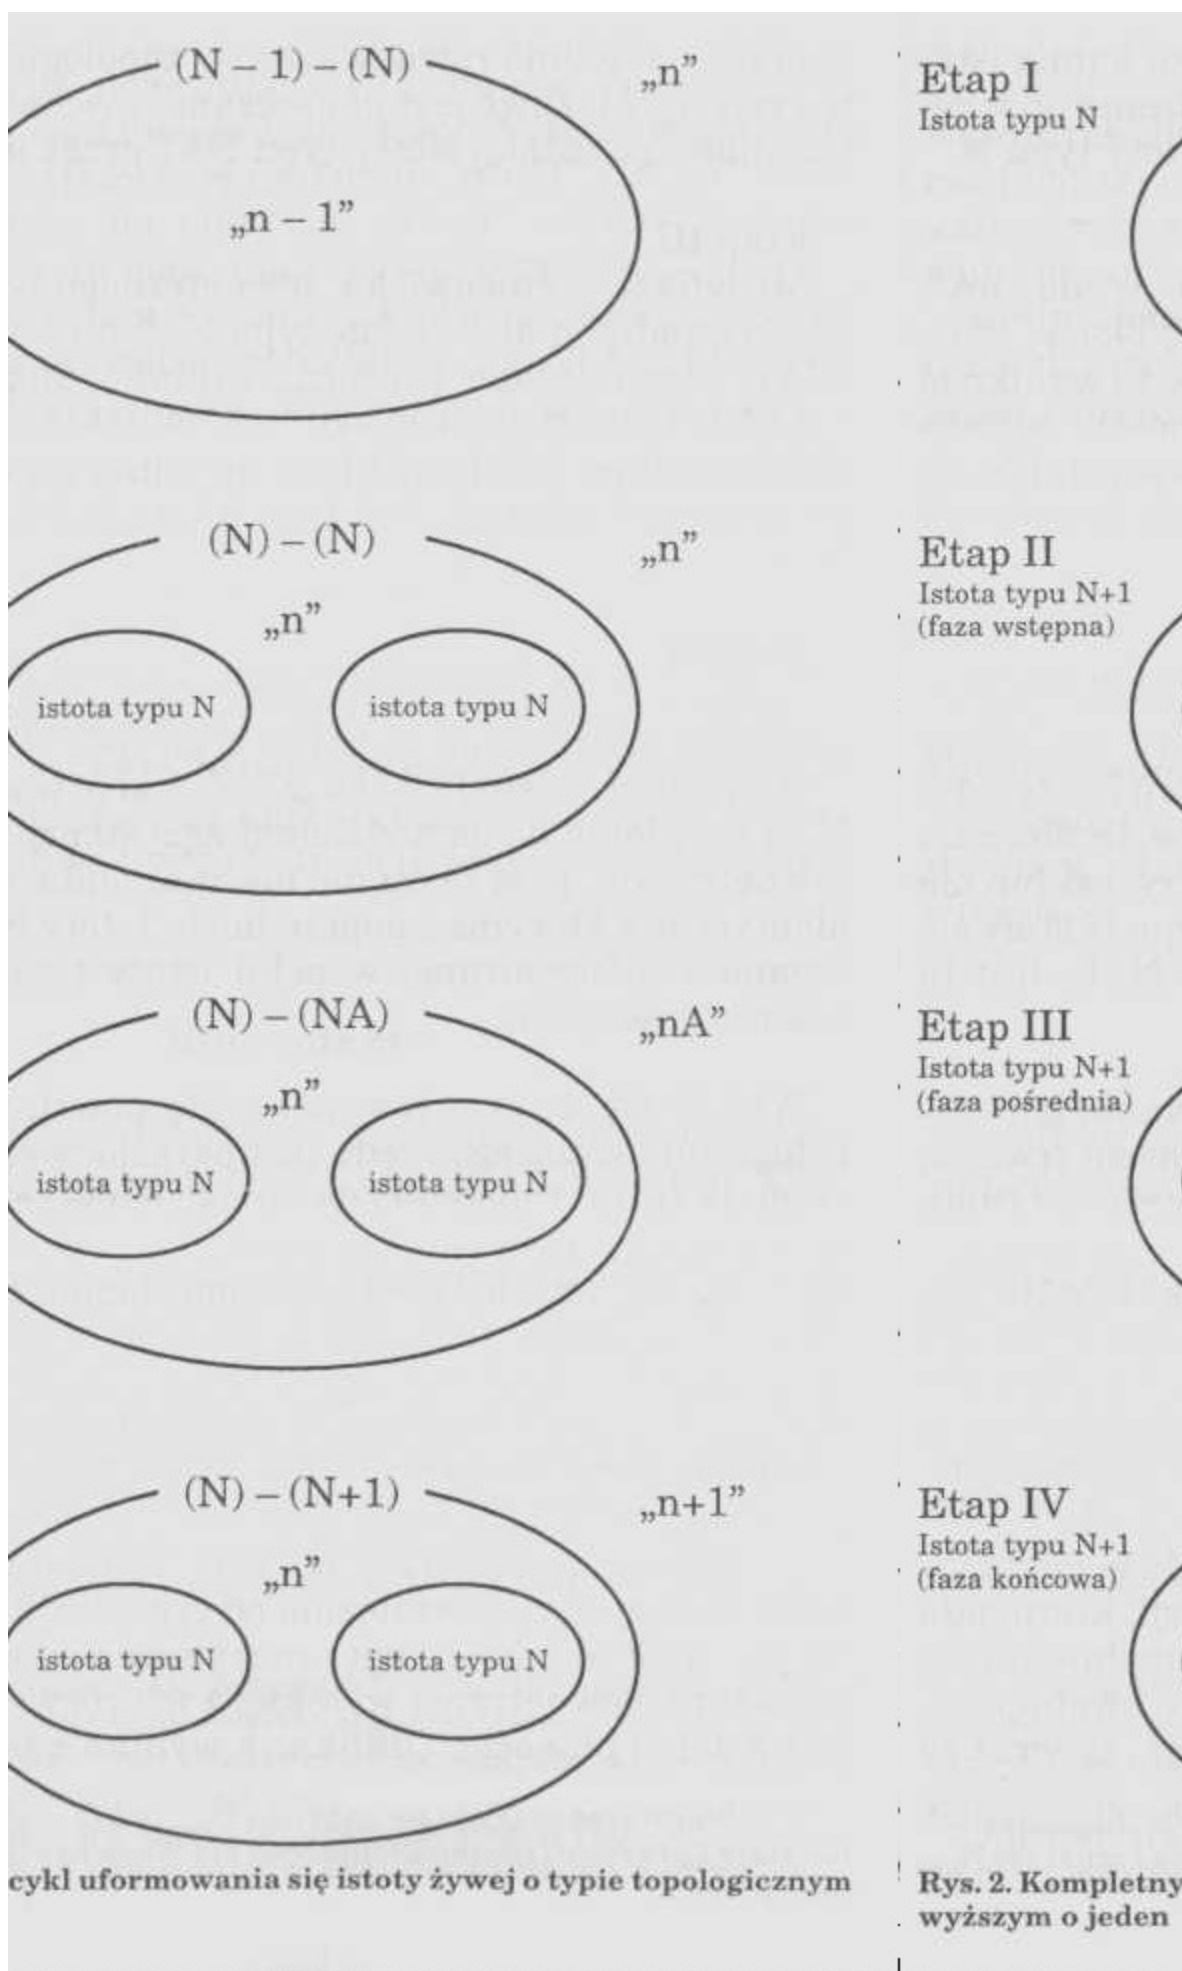 (N – 1) – (N)
„n”
„n – 1”
Etap I
Istota typu N
(N) – (N)
„n”
„n”
istota typu N
istota typu N
Etap II
Istota typu N+1
(faza wstępna)
(N) – (NA)
„nA”
„n”
istota typu N
istota typu N
Etap III
Istota typu N+1
(faza pośrednia)
(N) – (N+1)
„n+1”
„n”
istota typu N
istota typu N
Etap IV
Istota typu N+1
(faza końcowa)
cykl uformowania się istoty żywej o typie topologicznym
Rys. 2. Kompletny
wyższym o jeden